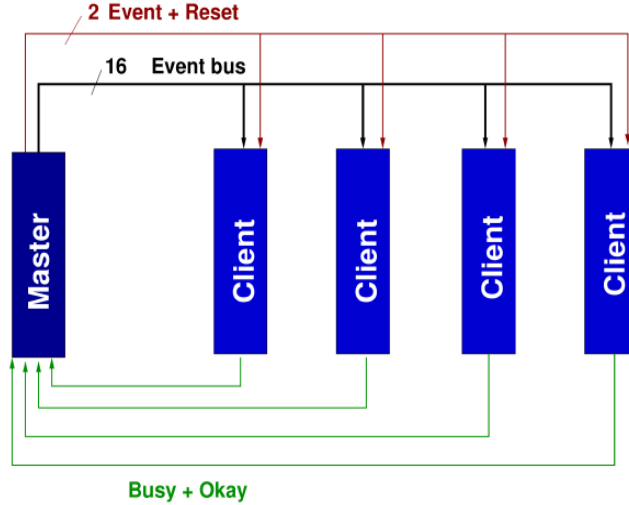 2 Event + Reset
16 Event bus
Master
Client
Client
Client
Client
Busy + Okay